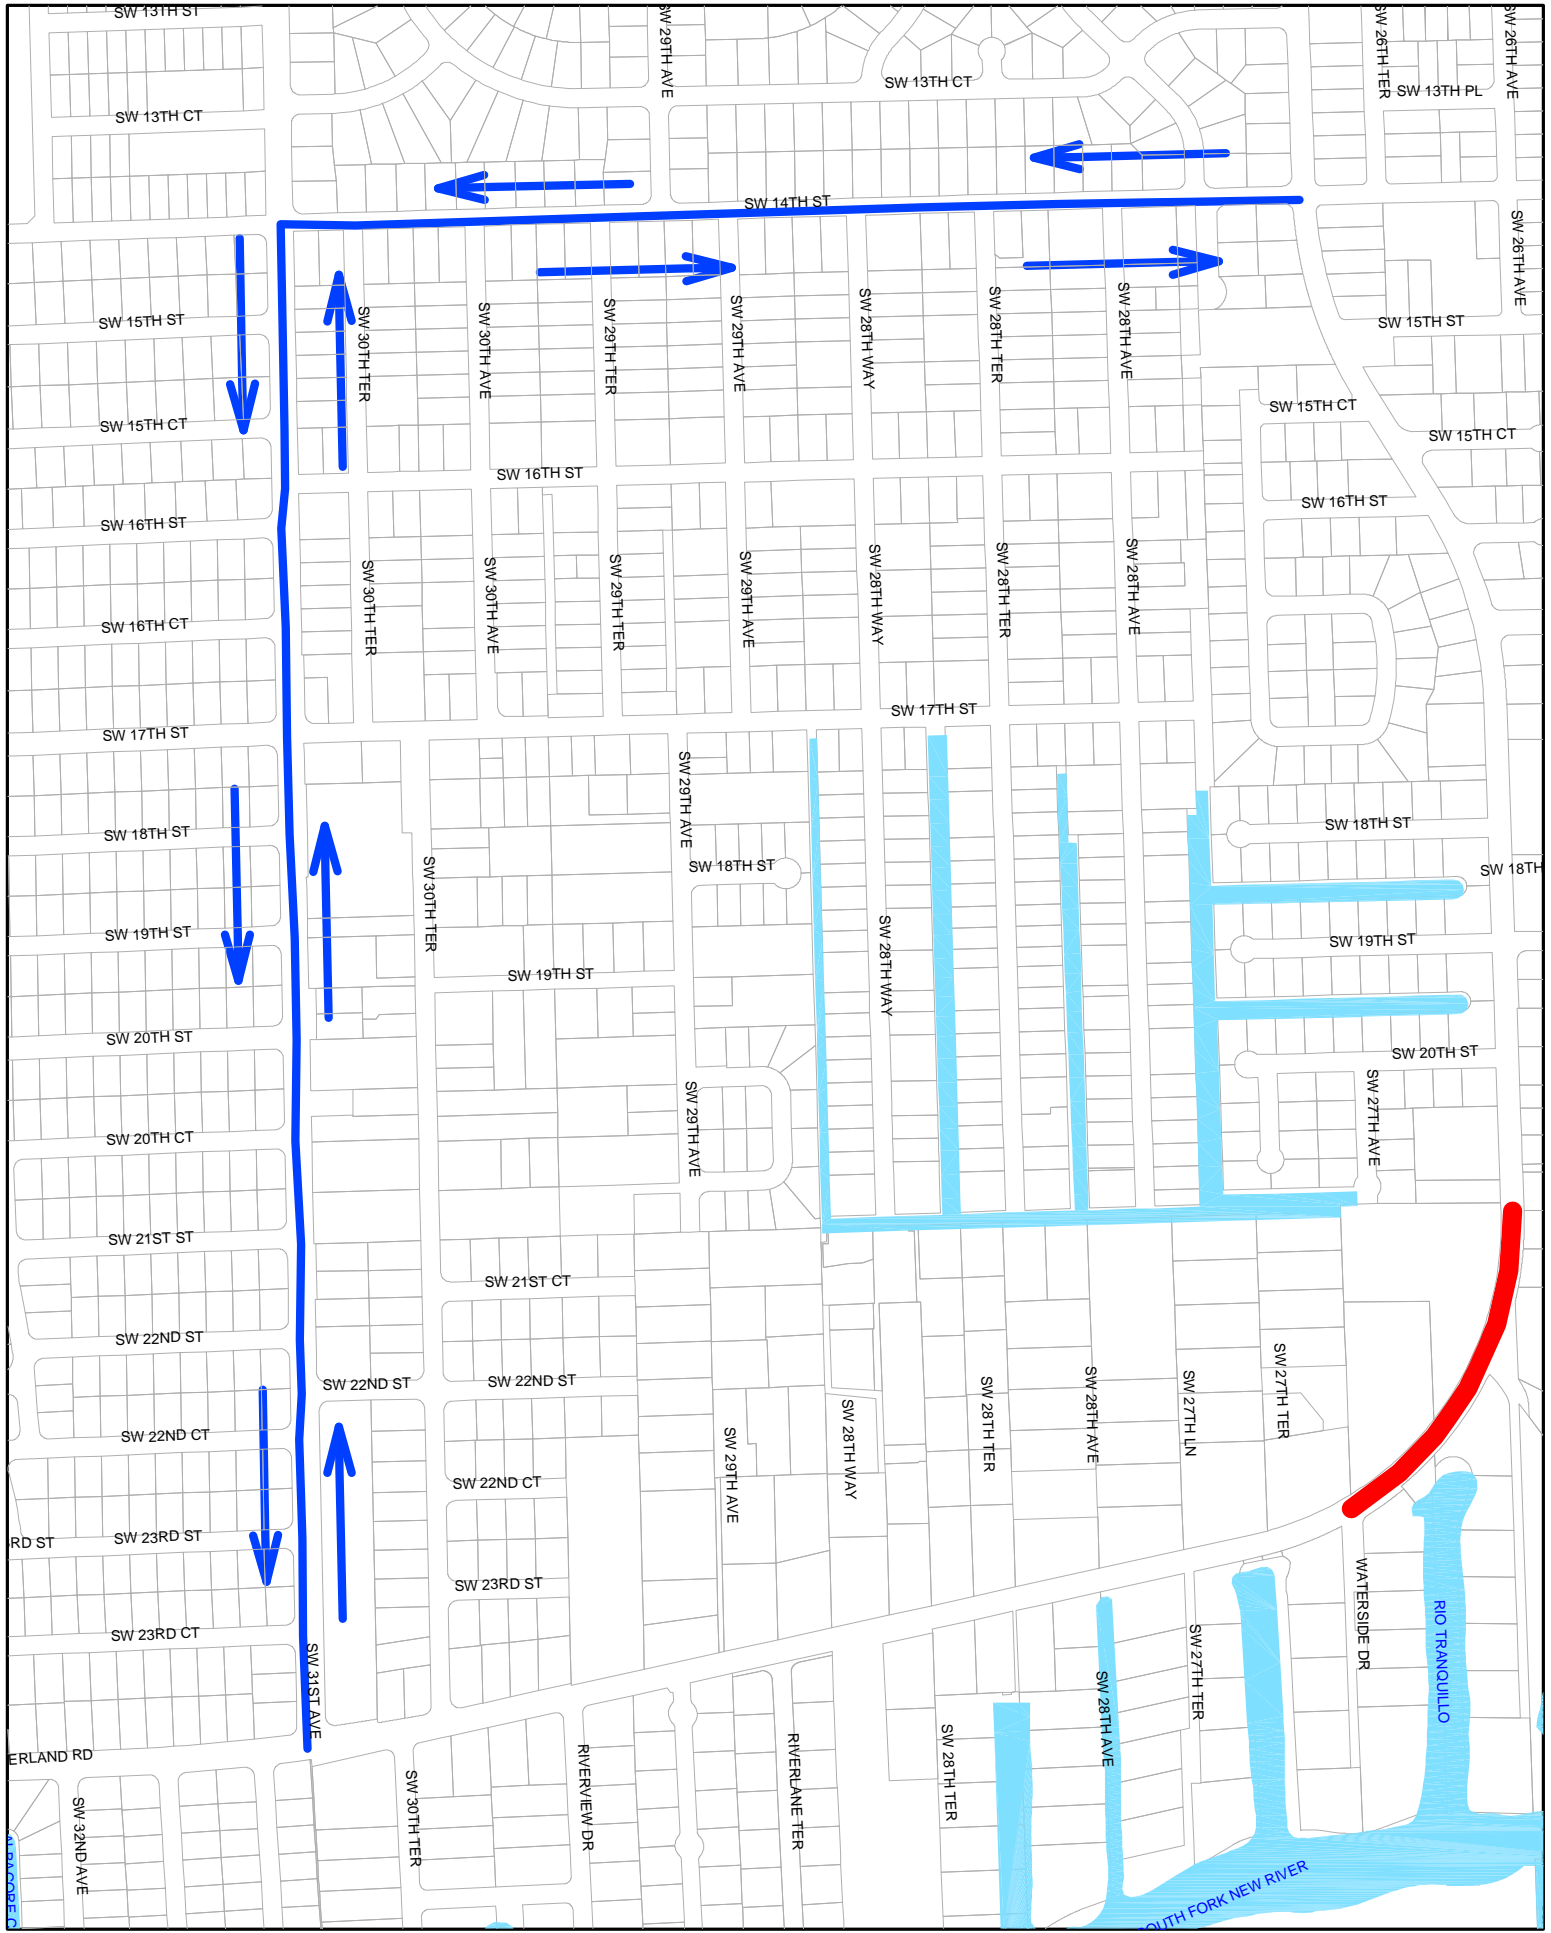 SW 13TH ST
SW 29TH AVE
SW 26TH TER
SW 26TH AVE
SW 13TH CT
SW 13TH PL
SW 13TH CT
SW 14TH ST
SW 26TH AVE
SW 15TH ST
SW 30TH TER
SW 30TH AVE
SW 29TH TER
SW 29TH AVE
SW 28TH WAY
SW 28TH TER
SW 28TH AVE
SW 15TH ST
SW 15TH CT
SW 15TH CT
SW 15TH CT
SW 16TH ST
SW 16TH ST
SW 16TH ST
SW 30TH TER
SW 30TH AVE
SW 29TH TER
SW 29TH AVE
SW 28TH WAY
SW 28TH TER
SW 28TH AVE
SW 16TH CT
SW 17TH ST
SW 17TH ST
SW 29TH AVE
SW 18TH ST
SW 18TH ST
SW 30TH TER
SW 18TH ST
SW 18TH
SW 19TH ST
SW 28TH WAY
SW 19TH ST
SW 19TH ST
SW 20TH ST
SW 20TH ST
SW 29TH AVE
SW 27TH AVE
SW 20TH CT
SW 21ST ST
SW 21ST CT
SW 22ND ST
SW 22ND ST
SW 22ND ST
SW 28TH TER
SW 28TH AVE
SW 27TH LN
SW 27TH TER
SW 22ND CT
SW 29TH AVE
SW 28TH WAY
SW 22ND CT
RD ST
SW 23RD ST
SW 23RD ST
WATERSIDE DR
RIO TRANQUILLO
SW 23RD CT
SW 31ST AVE
SW 27TH TER
SW 28TH AVE
ERLAND RD
SW 32ND AVE
SW 30TH TER
RIVERVIEW DR
RIVERLANE TER
SW 28TH TER
OUTH FORK NEW RIVER